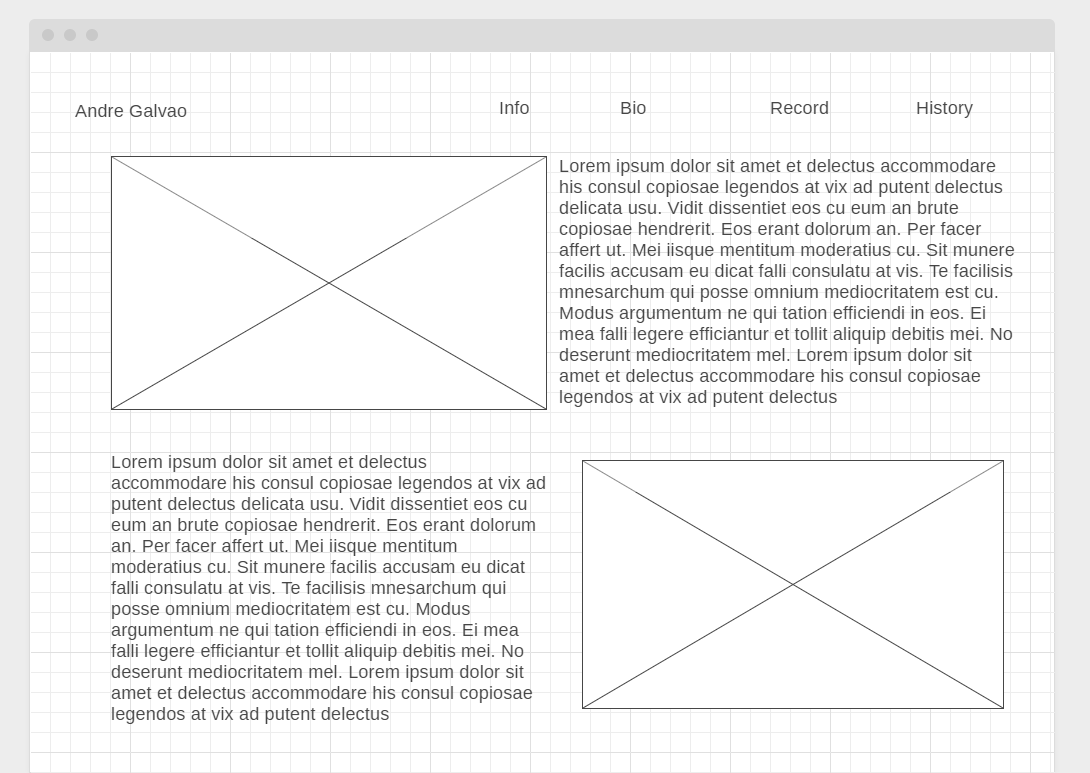 Andre Galvao
Info
Bio
Record
History
Lorem ipsum dolor sit amet et delectus accommodare
his consul copiosae legendos at vix ad putent delectus
delicata usu. Vidit dissentiet eos cu eum an brute
copiosae hendrerit. Eos erant dolorum an. Per facer
affert ut. Mei iisque mentitum moderatius cu. Sit munere
facilis accusam eu dicat falli consulatu at vis. Te facilisis
mnesarchum qui posse omnium mediocritatem est cu.
Modus argumentum ne qui tation efficiendi in eos. Ei
mea falli legere efficiantur et tollit aliquip debitis mei. No
deserunt mediocritatem mel. Lorem ipsum dolor sit
amet et delectus accommodare his consul copiosae
legendos at vix ad putent delectus
Lorem ipsum dolor sit amet et delectus
accommodare his consul copiosae legendos at vix ad
putent delectus delicata usu. Vidit dissentiet eos cu
eum an brute copiosae hendrerit. Eos erant dolorum
an. Per facer affert ut. Mei iisque mentitum
moderatius cu. Sit munere facilis accusam eu dicat
falli consulatu at vis. Te facilisis mnesarchum qui
posse omnium mediocritatem est cu. Modus
argumentum ne qui tation efficiendi in eos. Ei mea
falli legere efficiantur et tollit aliquip debitis mei. No
deserunt mediocritatem mel. Lorem ipsum dolor sit
amet et delectus accommodare his consul copiosae
legendos at vix ad putent delectus